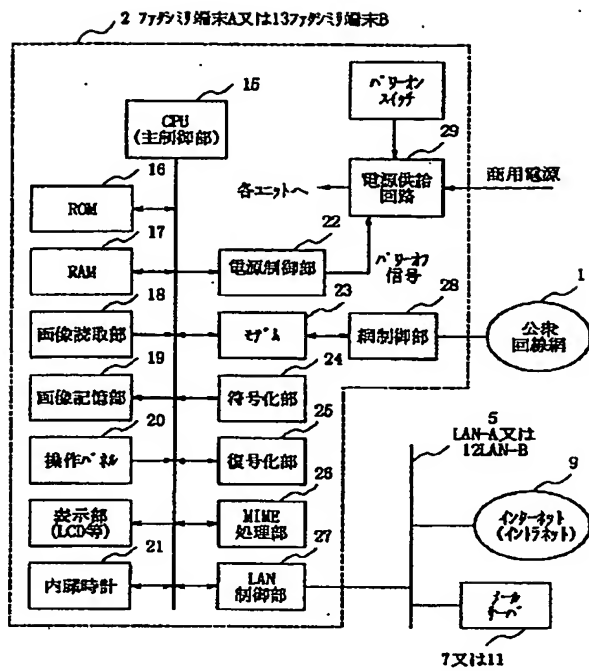 2 ファクシミリ端末A又は13ファクシミリ端末B
15
CPU
(主制御部)
パワーオン
スイッチ
29
電源供給
回路
商用電源
各ユニットへ
16
ROM
17
RAM
22
電源制御部
パワーオフ
信号
18
画像読取部
23
モデム
28
網制御部
1
公衆
回線網
19
画像記憶部
24
符号化部
20
操作パネル
25
復号化部
5
LAN-A又は
12LAN-B
表示部
(LCD等)
26
MIME
処理部
9
インターネット
(イントラネット)
21
内蔵時計
27
LAN
制御部
メール
サーバ
7又は11